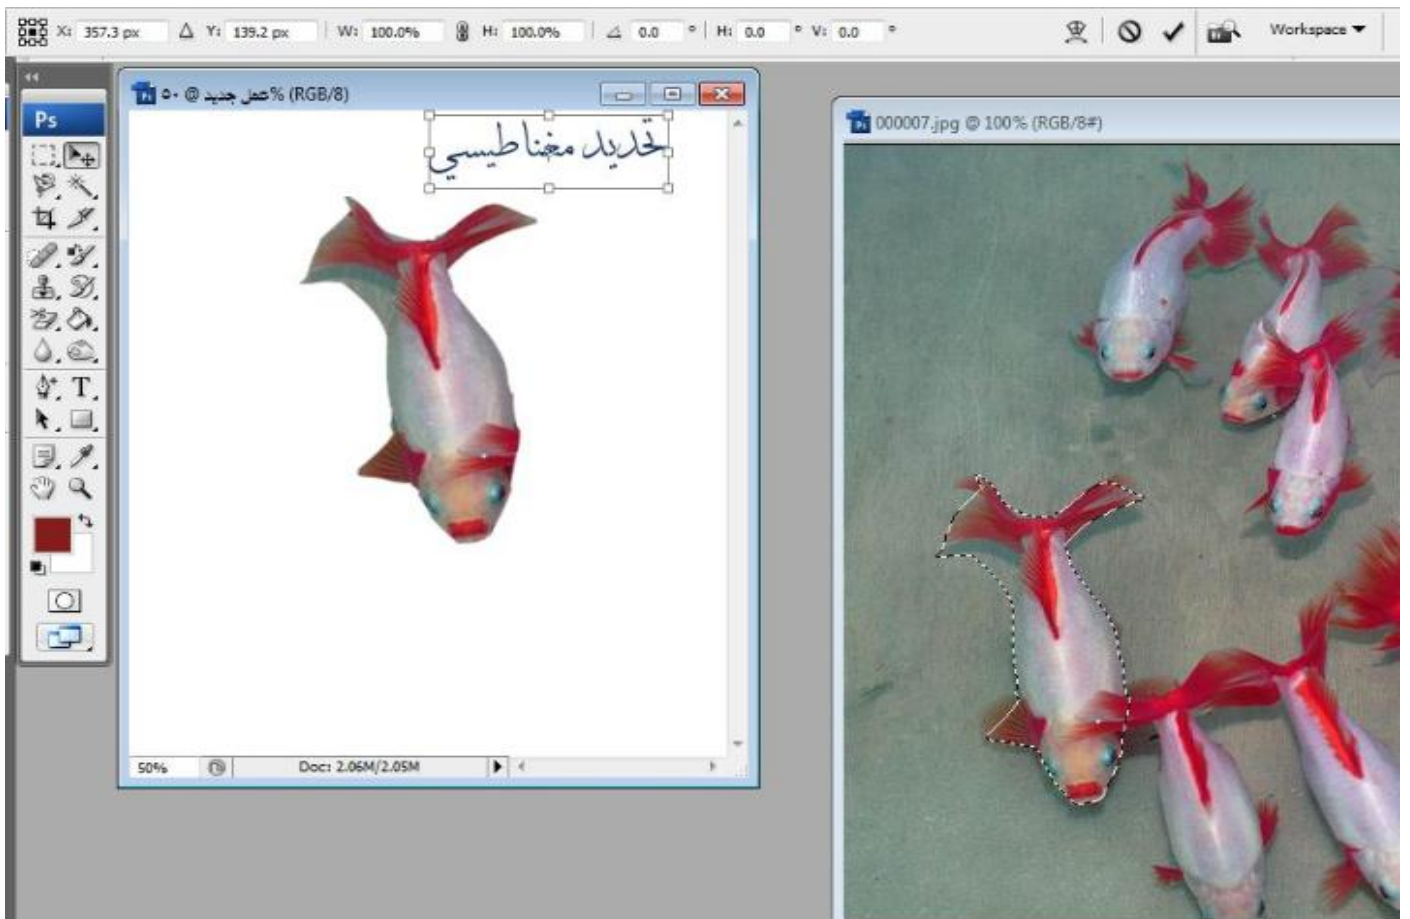 X: 357.3 px Y: 139.2 px W: 100.0% H: 100.0% 0.0 ° H: 0.0 ° V: 0.0 ° Workspace
عمل جديد @ ٥٠% (RGB/8)
000007.jpg @ 100% (RGB/8#)
Ps
تحديد مغناطيسي
T
50% Doc: 2.06M/2.05M